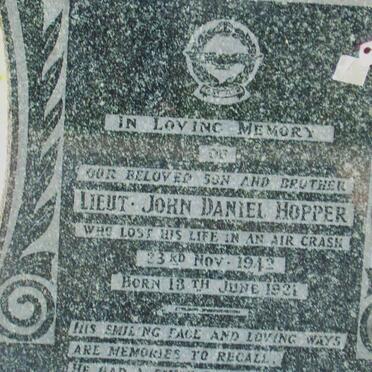 IN LOVING MEMORY
OF
OUR BELOVED SON AND BROTHER
LIEUT. JOHN DANIEL HOPPER
WHO LOST HIS LIFE IN AN AIR CRASH
23RD NOV. 1942
BORN 18TH JUNE 1921
HIS SMILING FACE AND LOVING WAYS
ARE MEMORIES TO RECALL
HE HAD A